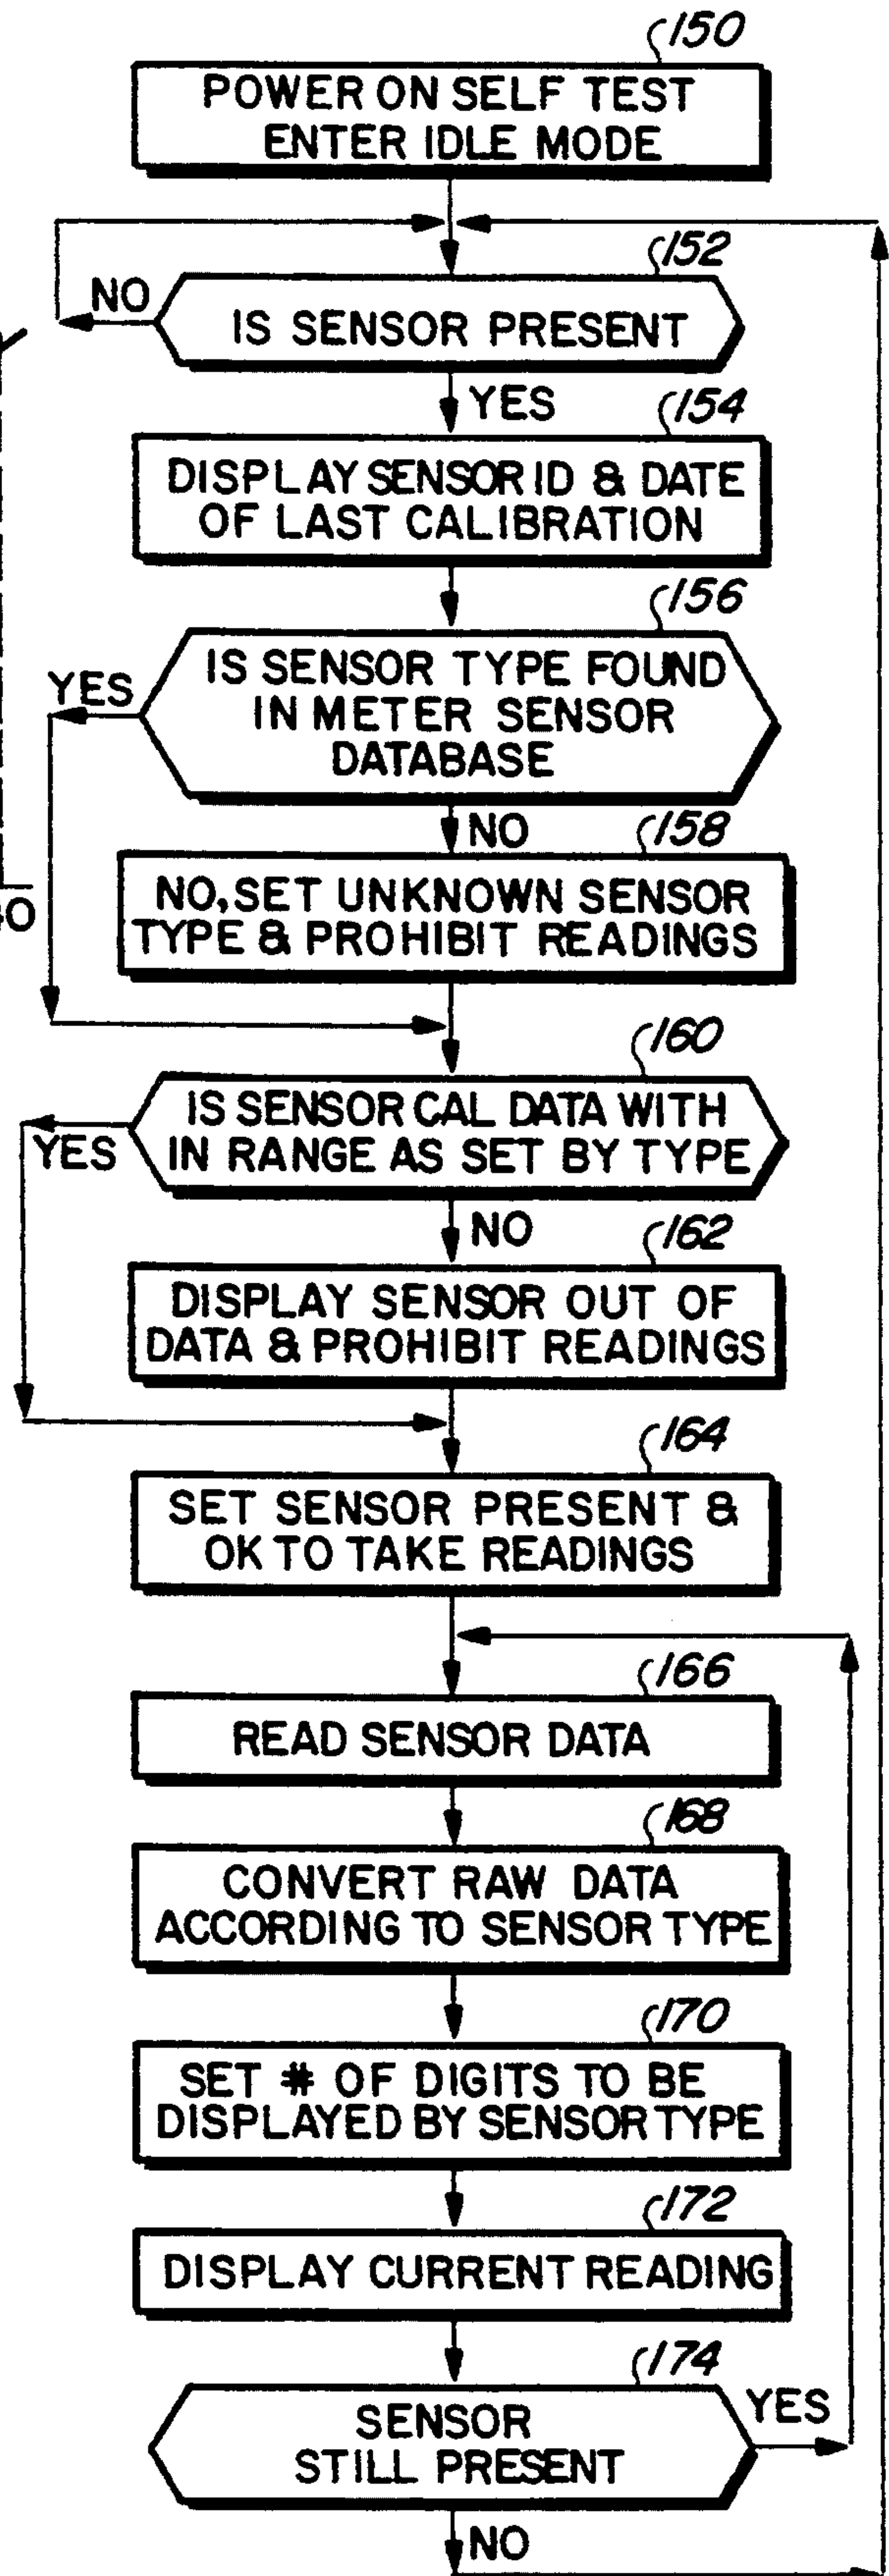 150
POWER ON SELF TEST
ENTER IDLE MODE
152
NO
IS SENSOR PRESENT
YES
154
DISPLAY SENSOR ID & DATE
OF LAST CALIBRATION
156
YES
IS SENSOR TYPE FOUND
IN METER SENSOR
DATABASE
NO
158
NO, SET UNKNOWN SENSOR
TYPE & PROHIBIT READINGS
160
YES
IS SENSOR CAL DATA WITH
IN RANGE AS SET BY TYPE
NO
162
DISPLAY SENSOR OUT OF
DATA & PROHIBIT READINGS
164
SET SENSOR PRESENT &
OK TO TAKE READINGS
166
READ SENSOR DATA
168
CONVERT RAW DATA
ACCORDING TO SENSOR TYPE
170
SET # OF DIGITS TO BE
DISPLAYED BY SENSOR TYPE
172
DISPLAY CURRENT READING
174
SENSOR
STILL PRESENT
YES
NO